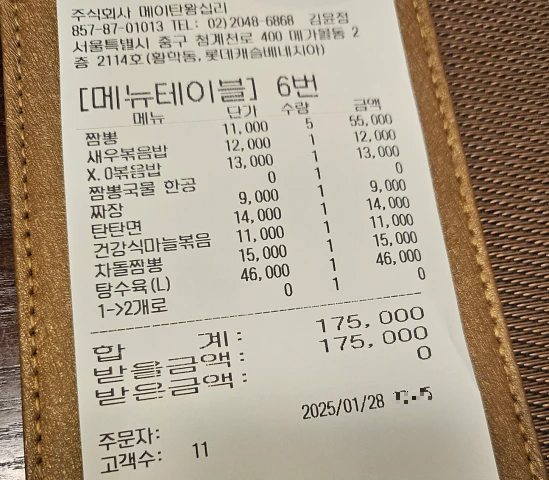 주식회사 메이탄왕십리
857-87-01013 TEL: 02)2048-6868 김윤정
서울특별시 중구 청계천로 400 메가몰동 2
층 2114호(황학동, 롯데캐슬베네치아)
[메뉴테이블] 6번
메뉴 단가 수량 금액
짬뽕 11,000 5 55,000
새우볶음밥 12,000 1 12,000
X.O볶음밥 13,000 1 13,000
짬뽕국물 한공 0 1 0
짜장 9,000 1 9,000
탄탄면 14,000 1 14,000
건강식마늘볶음 11,000 1 11,000
차돌짬뽕 15,000 1 15,000
탕수육(L) 46,000 1 46,000
1->2개로 0 1 0
합 계: 175,000
받을금액: 175,000
받은금액: 0
2025/01/28
주문자:
고객수: 11